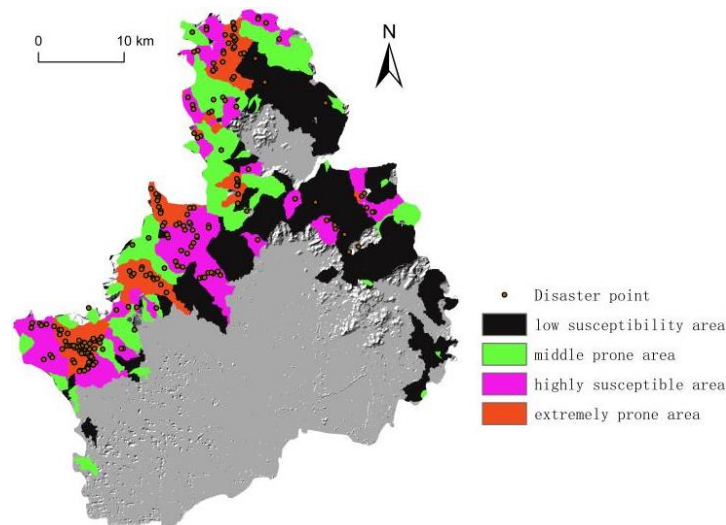 N
0 10 km
Disaster point
low susceptibility area
middle prone area
highly susceptible area
extremely prone area